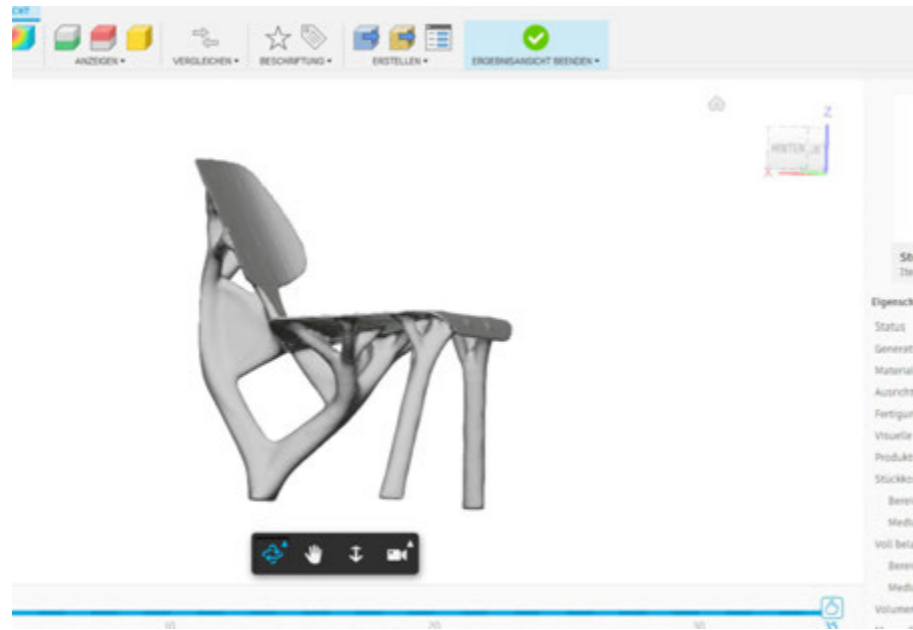 ANZEIGEN ▾
VERGLEICHEN ▾
BESCHRIFTUNG ▾
ERSTELLEN ▾
ERGEBNISANSICHT BEENDEN ▾
Z
HINTEN
X
Eigensch
Status
Generat
Material
Ausricht
Fertigun
Visuelle
Produkt
Stückko
Berei
Medi
Voll Bela
Berei
Medi
Volumen
10
20
30